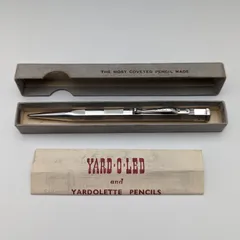 THE MOST COVETED PENCIL MADE
YARD-O-LED
and
YARDOLETTE PENCILS